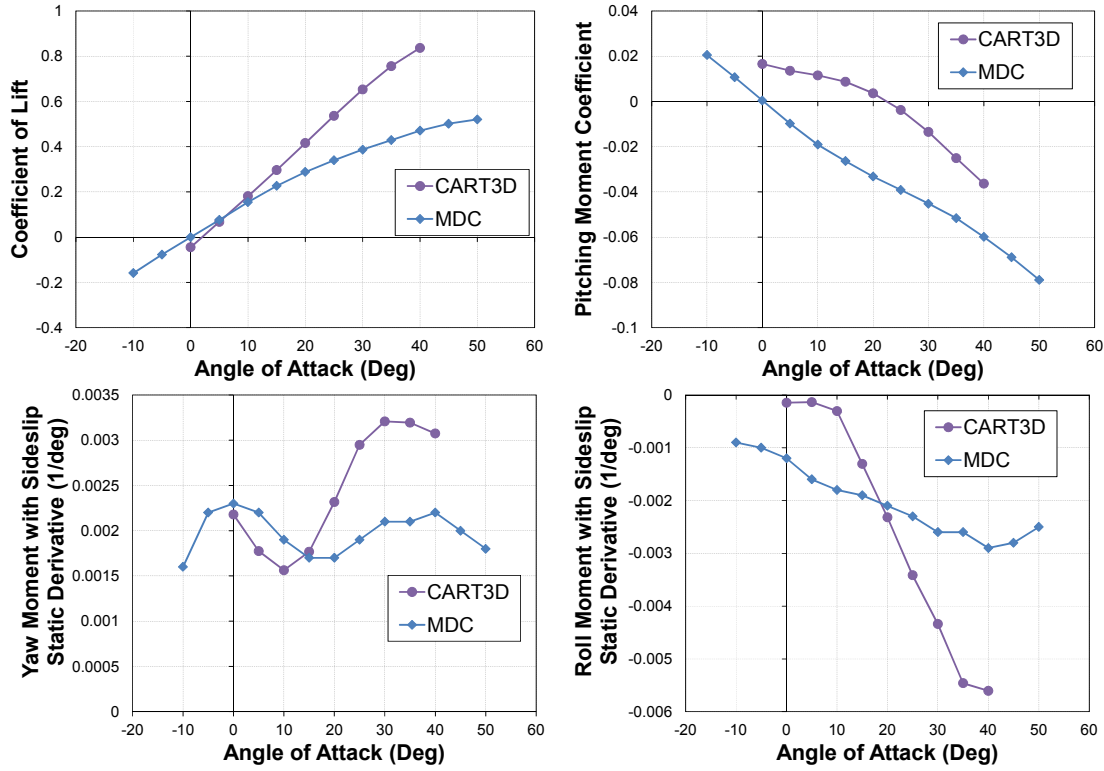 1
0.8
0.6
0.4
0.2
0
-0.2
-0.4
-20 -10 0 10 20 30 40 50 60
Coefficient of Lift
Angle of Attack (Deg)
CART3D
MDC
0.04
0.02
0
-0.02
-0.04
-0.06
-0.08
-0.1
-20 -10 0 10 20 30 40 50 60
Pitching Moment Coefficient
Angle of Attack (Deg)
CART3D
MDC
0.0035
0.003
0.0025
0.002
0.0015
0.001
0.0005
0
-20 -10 0 10 20 30 40 50 60
Yaw Moment with Sideslip
Static Derivative (1/deg)
Angle of Attack (Deg)
CART3D
MDC
0
-0.001
-0.002
-0.003
-0.004
-0.005
-0.006
-20 -10 0 10 20 30 40 50 60
Roll Moment with Sideslip
Static Derivative (1/deg)
Angle of Attack (Deg)
CART3D
MDC